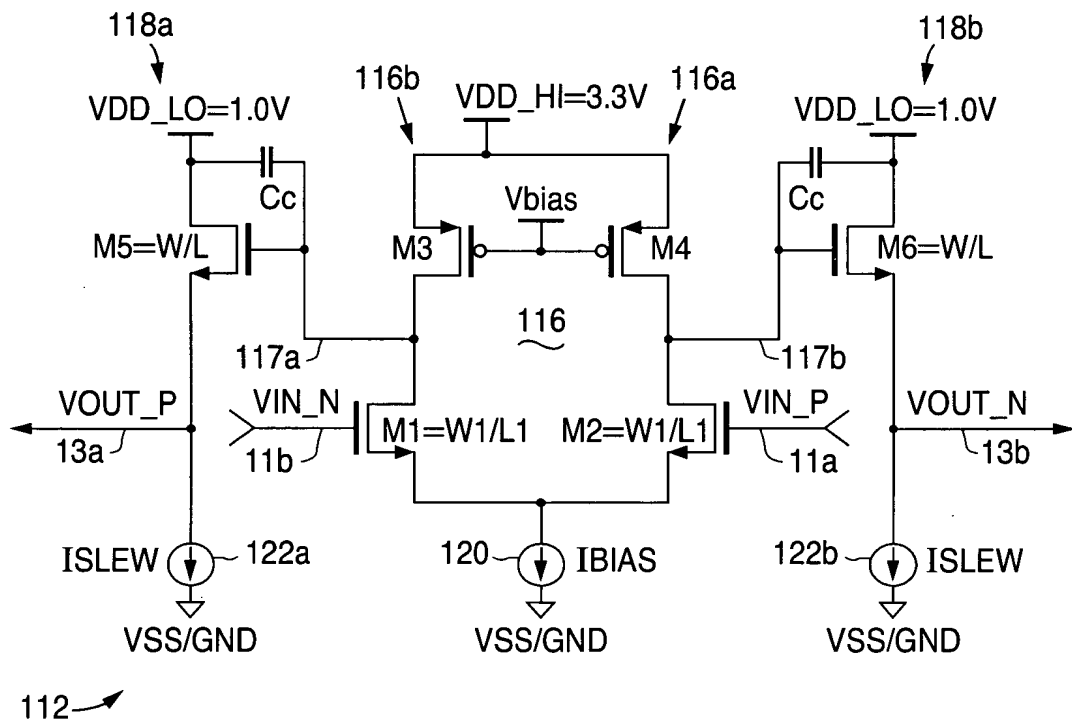 118a
118b
116b
116a
VDD_LO=1.0V
VDD_HI=3.3V
VDD_LO=1.0V
Cc
Vbias
Cc
M5=W/L
M3
M4
M6=W/L
116
117a
117b
VOUT_P
VIN_N
VIN_P
VOUT_N
M1=W1/L1
M2=W1/L1
13a
11b
11a
13b
ISLEW
122a
120
IBIAS
122b
ISLEW
VSS/GND
VSS/GND
VSS/GND
112